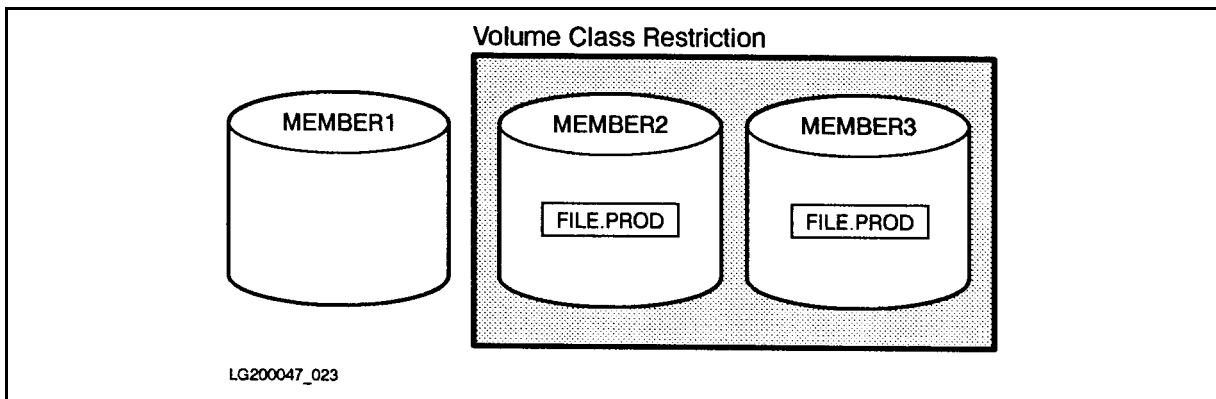 Volume Class Restriction
MEMBER1
MEMBER2
MEMBER3
FILE.PROD
FILE.PROD
LG200047_023